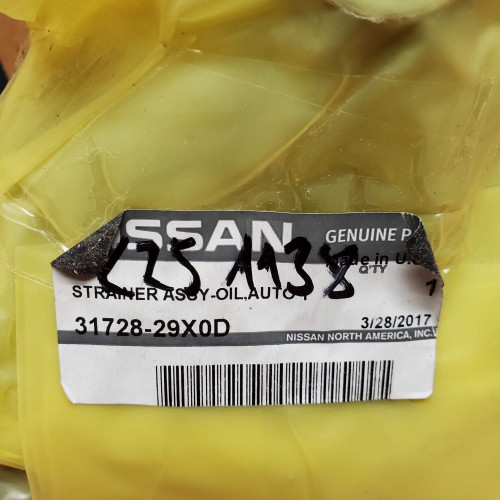 SSAN GENUINE P
225 1138
Made in U.
QTY
STRAINER ASSY-OIL,AUTO 1
31728-29X0D 3/28/2017
NISSAN NORTH AMERICA, INC.